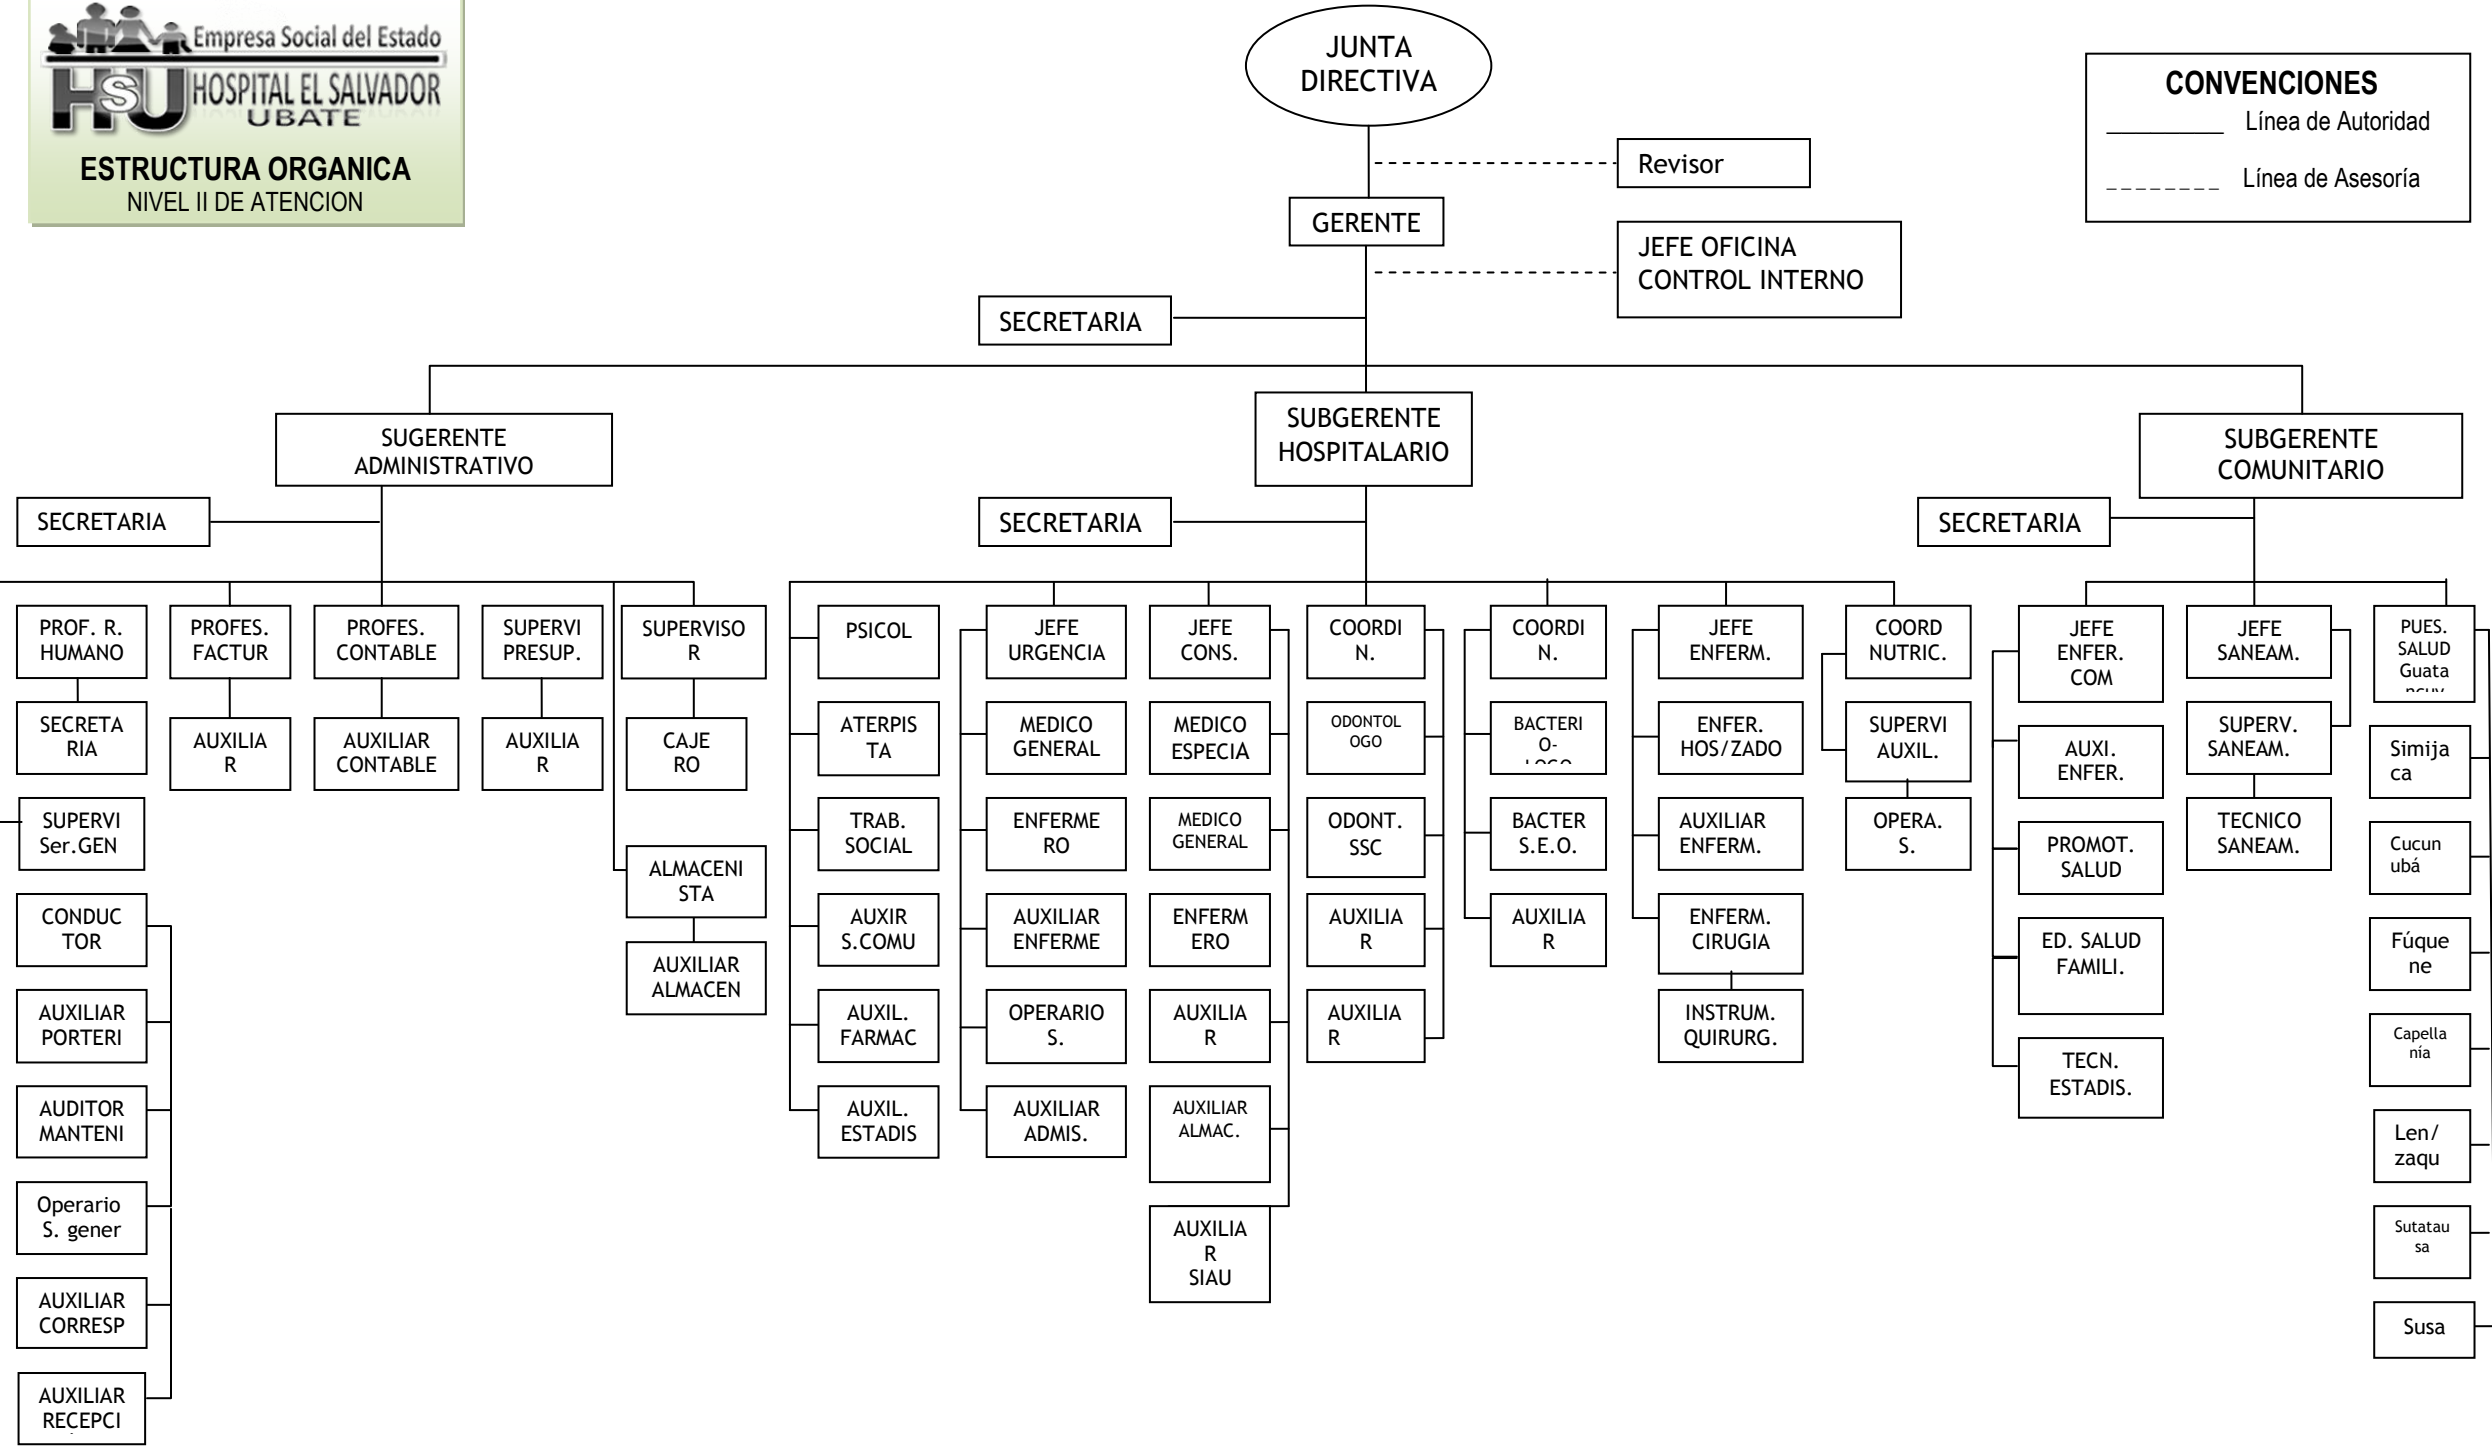 Empresa Social del Estado
HSU HOSPITAL EL SALVADOR
UBATE
ESTRUCTURA ORGANICA
NIVEL II DE ATENCION
JUNTA
DIRECTIVA
CONVENCIONES
Línea de Autoridad
Línea de Asesoría
Revisor
GERENTE
JEFE OFICINA
CONTROL INTERNO
SECRETARIA
SUGERENTE
ADMINISTRATIVO
SUBGERENTE
HOSPITALARIO
SUBGERENTE
COMUNITARIO
SECRETARIA
SECRETARIA
SECRETARIA
PROF. R.
HUMANO
SECRETA
RIA
SUPERVI
Ser.GEN
CONDUC
TOR
AUXILIAR
PORTERI
AUDITOR
MANTENI
Operario
S. gener
AUXILIAR
CORRESP
AUXILIAR
RECEPCI
PROFES.
FACTUR
AUXILIA
R
PROFES.
CONTABLE
AUXILIAR
CONTABLE
SUPERVI
PRESUP.
AUXILIA
R
SUPERVISO
R
CAJE
RO
ALMACENI
STA
AUXILIAR
ALMACEN
PSICOL
ATERPIS
TA
TRAB.
SOCIAL
AUXIR
S.COMU
AUXIL.
FARMAC
AUXIL.
ESTADIS
JEFE
URGENCIA
MEDICO
GENERAL
ENFERME
RO
AUXILIAR
ENFERME
OPERARIO
S.
AUXILIAR
ADMIS.
JEFE
CONS.
MEDICO
ESPECIA
MEDICO
GENERAL
ENFERM
ERO
AUXILIA
R
AUXILIAR
ALMAC.
AUXILIA
R
SIAU
COORDI
N.
ODONTOL
OGO
ODONT.
SSC
AUXILIA
R
AUXILIA
R
COORDI
N.
BACTERI
O-
BACTER
S.E.O.
AUXILIA
R
JEFE
ENFERM.
ENFER.
HOS/ZADO
AUXILIAR
ENFERM.
ENFERM.
CIRUGIA
INSTRUM.
QUIRURG.
COORD
NUTRIC.
SUPERVI
AUXIL.
OPERA.
S.
JEFE
ENFER.
COM
AUXI.
ENFER.
PROMOT.
SALUD
ED. SALUD
FAMILI.
TECN.
ESTADIS.
JEFE
SANEAM.
SUPERV.
SANEAM.
TECNICO
SANEAM.
PUES.
SALUD
Guata
Simija
ca
Cucun
ubá
Fúque
ne
Capella
nía
Len/
zaqu
Sutatau
sa
Susa